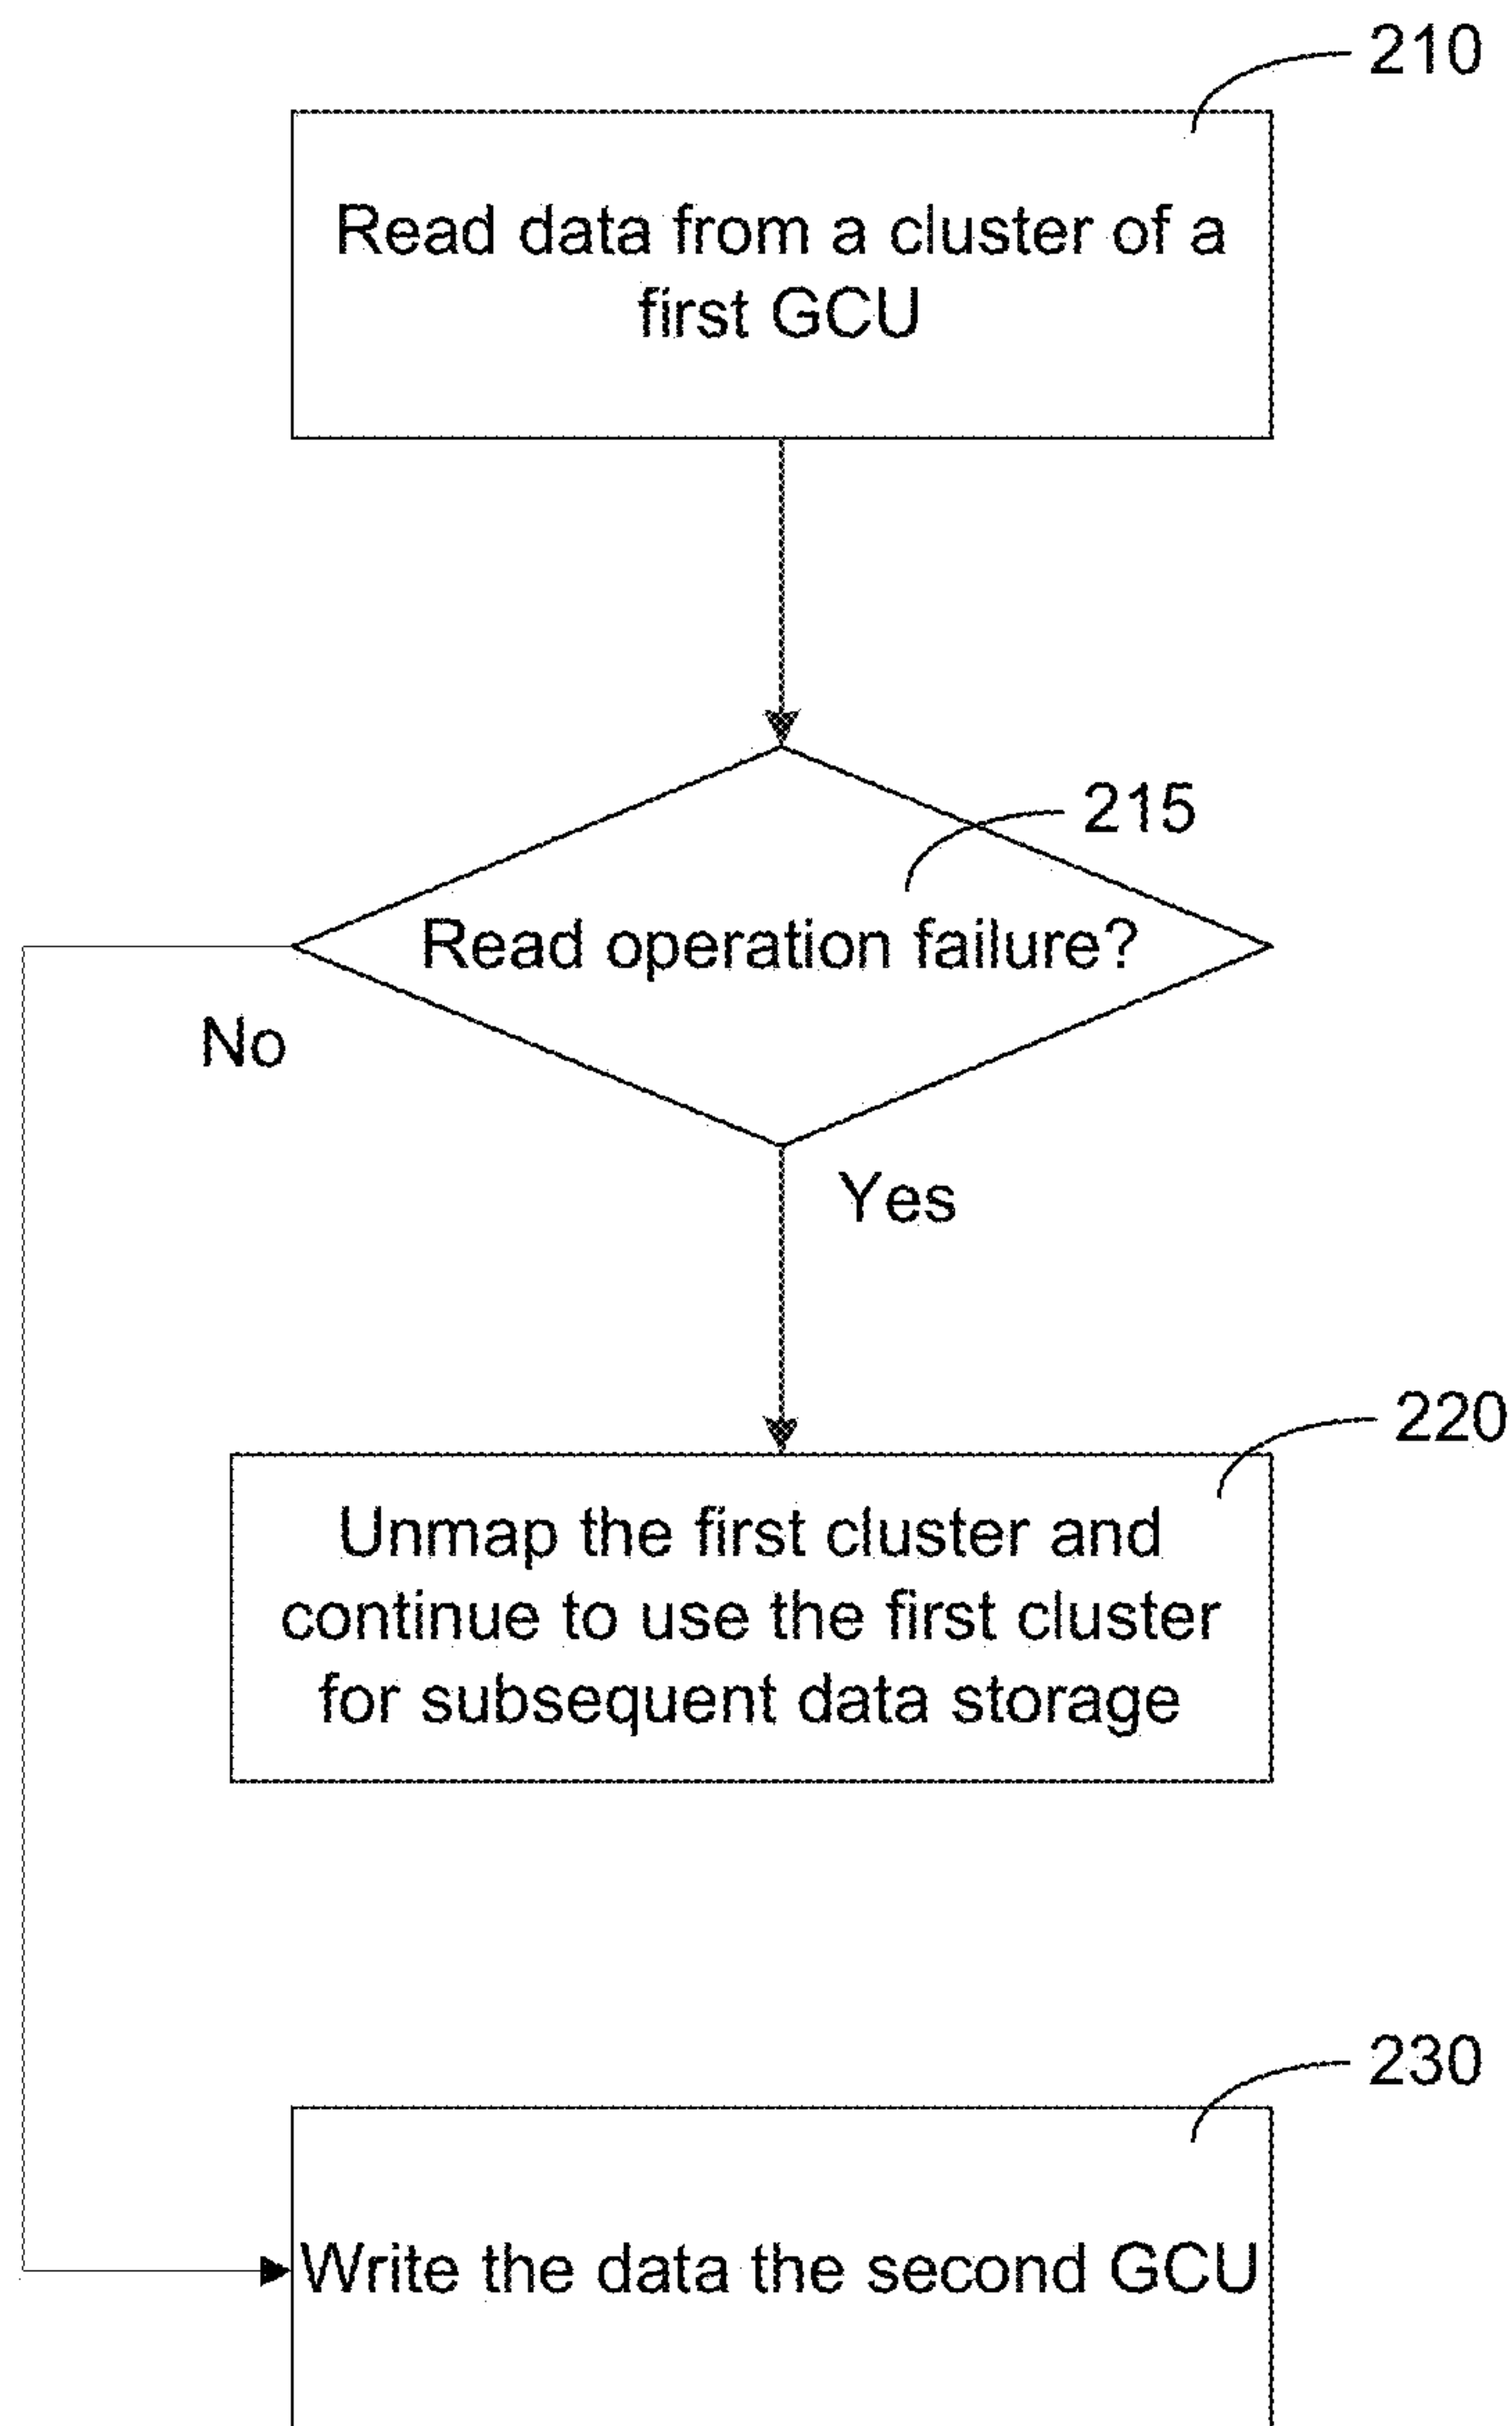 210
Read data from a cluster of a
first GCU
215
Read operation failure?
No
Yes
220
Unmap the first cluster and
continue to use the first cluster
for subsequent data storage
230
Write the data the second GCU